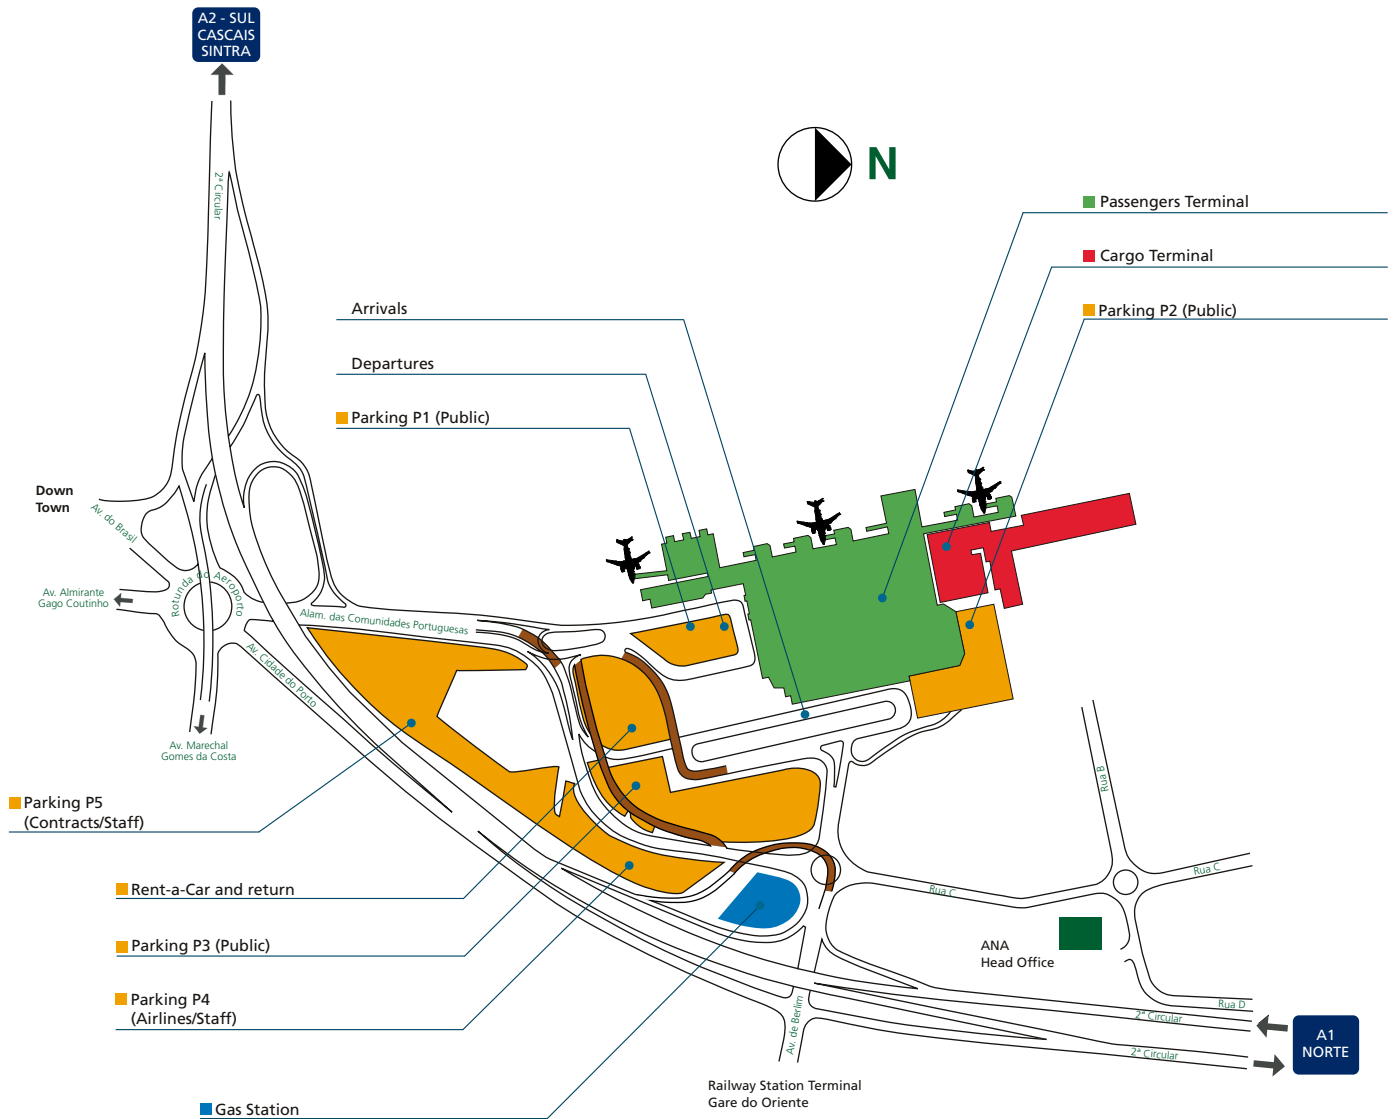 A2 - SUL
CASCAIS
SINTRA
2ª Circular
N
Passengers Terminal
Cargo Terminal
Parking P2 (Public)
Arrivals
Departures
Parking P1 (Public)
Down
Town
Av. do Brasil
Av. Almirante
Gago Coutinho
Rotunda do Aeroporto
Alam. das Comunidades Portuguesas
Av. Cidade do Porto
Av. Marechal
Gomes da Costa
Parking P5
(Contracts/Staff)
Rent-a-Car and return
Parking P3 (Public)
Parking P4
(Airlines/Staff)
Gas Station
Rua B
Rua C
Rua C
ANA
Head Office
Rua D
2ª Circular
2ª Circular
A1
NORTE
Av. de Berlim
Railway Station Terminal
Gare do Oriente